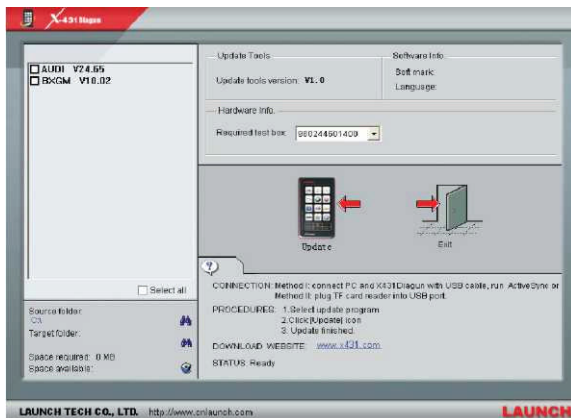 X-431 Diagun
AUDI V24.65
BXGM V10.02
Select all
Source folder:
C:\
Target folder:
Space required: 0 MB
Space available:
Update Tools
Update tools version: V1.0
Software Info.
Soft mark:
Language:
Hardware Info.
Required test box: 980244601400
Update
Exit
CONNECTION: Method I: connect PC and X431Diagun with USB cable, run ActiveSync or
Method II: plug TF card reader into USB port.
PROCEDURES: 1.Select update program
2.Click[Update] icon
3. Update finished.
DOWNLOAD WEBSITE: www.x431.com
STATUS: Ready
LAUNCH TECH CO., LTD. http://www.cnlaunch.com
LAUNCH